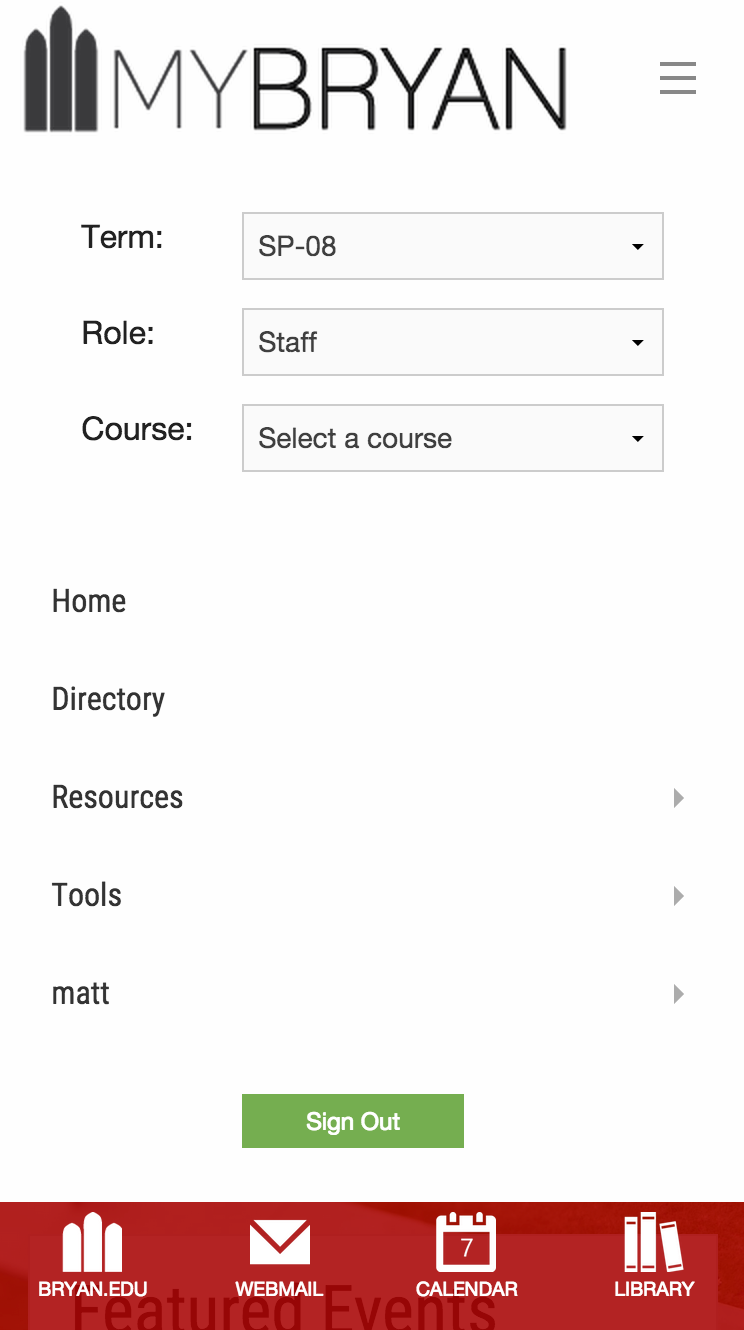 MYBRYAN
Term: SP-08
Role: Staff
Course: Select a course
Home
Directory
Resources
Tools
matt
Sign Out
7
BRYAN.EDU WEBMAIL CALENDAR LIBRARY
Featured Events